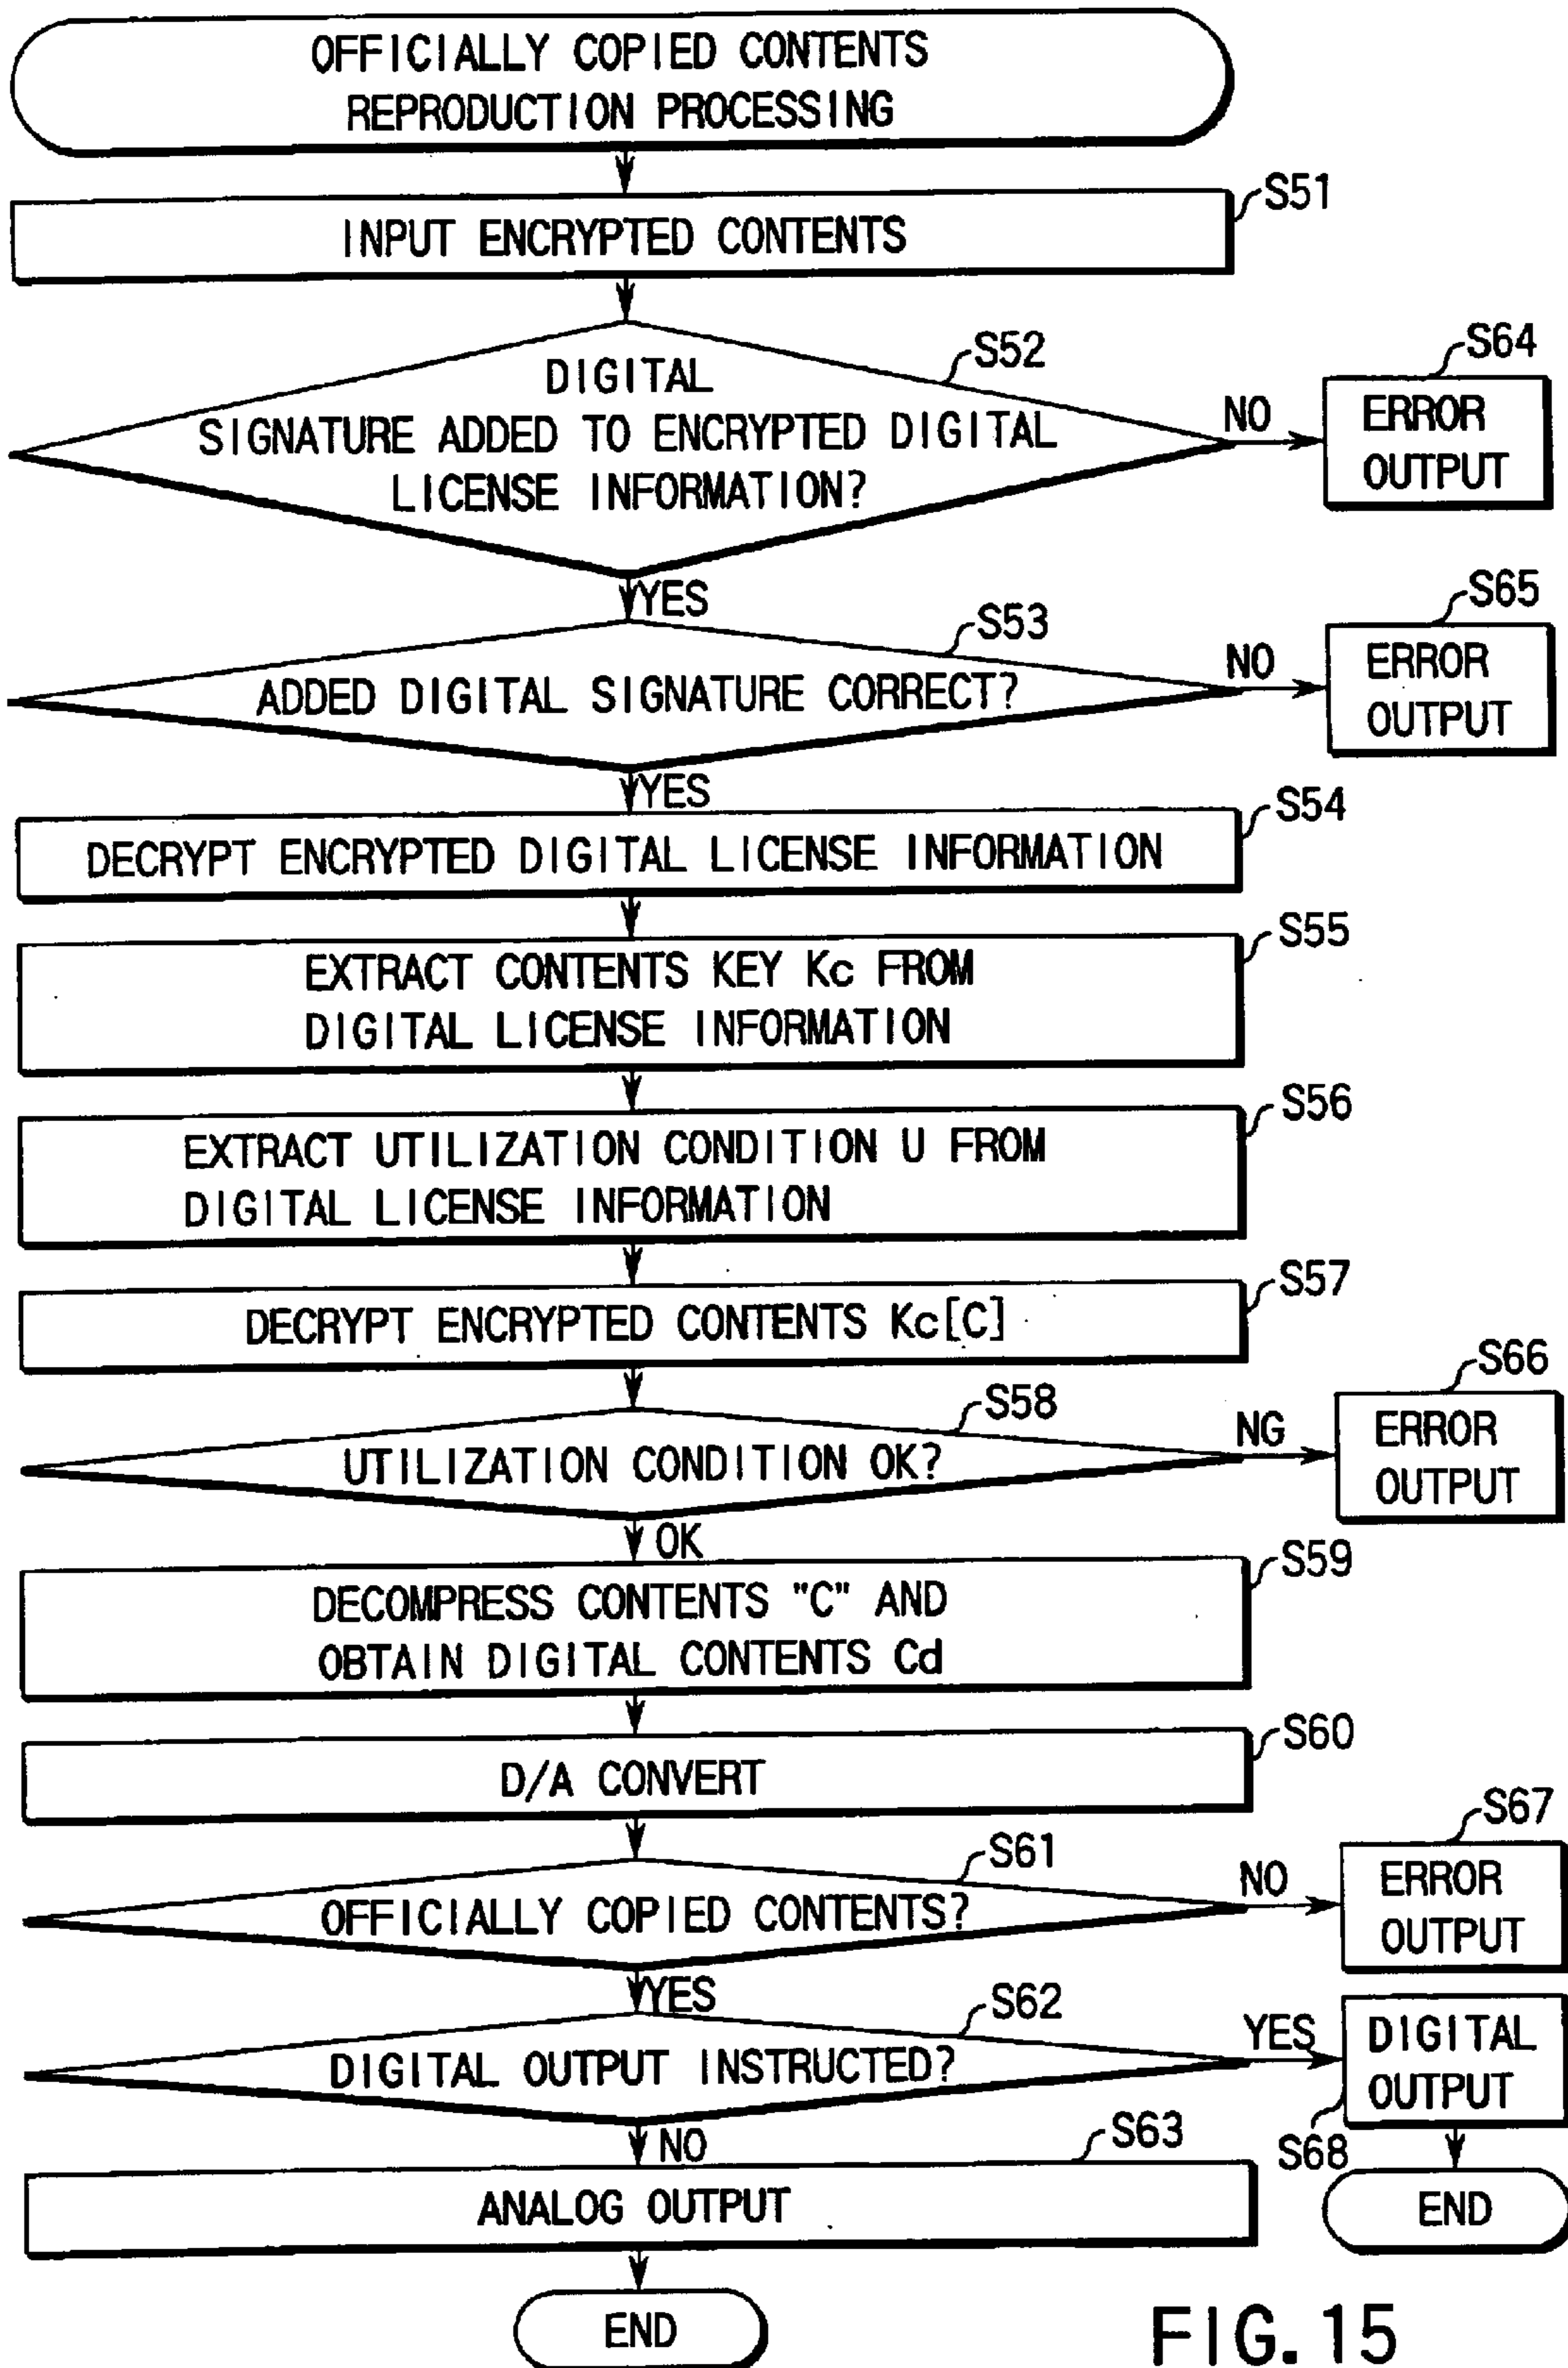 OFFICIALLY COPIED CONTENTS
REPRODUCTION PROCESSING
S51
INPUT ENCRYPTED CONTENTS
S52
DIGITAL
SIGNATURE ADDED TO ENCRYPTED DIGITAL
LICENSE INFORMATION?
NO
S64
ERROR
OUTPUT
YES
S53
ADDED DIGITAL SIGNATURE CORRECT?
NO
S65
ERROR
OUTPUT
YES
S54
DECRYPT ENCRYPTED DIGITAL LICENSE INFORMATION
S55
EXTRACT CONTENTS KEY Kc FROM
DIGITAL LICENSE INFORMATION
S56
EXTRACT UTILIZATION CONDITION U FROM
DIGITAL LICENSE INFORMATION
S57
DECRYPT ENCRYPTED CONTENTS Kc[C]
S58
UTILIZATION CONDITION OK?
NG
S66
ERROR
OUTPUT
OK
S59
DECOMPRESS CONTENTS "C" AND
OBTAIN DIGITAL CONTENTS Cd
S60
D/A CONVERT
S61
OFFICIALLY COPIED CONTENTS?
NO
S67
ERROR
OUTPUT
YES
S62
DIGITAL OUTPUT INSTRUCTED?
YES
DIGITAL
OUTPUT
S68
END
NO
S63
ANALOG OUTPUT
END
FIG. 15